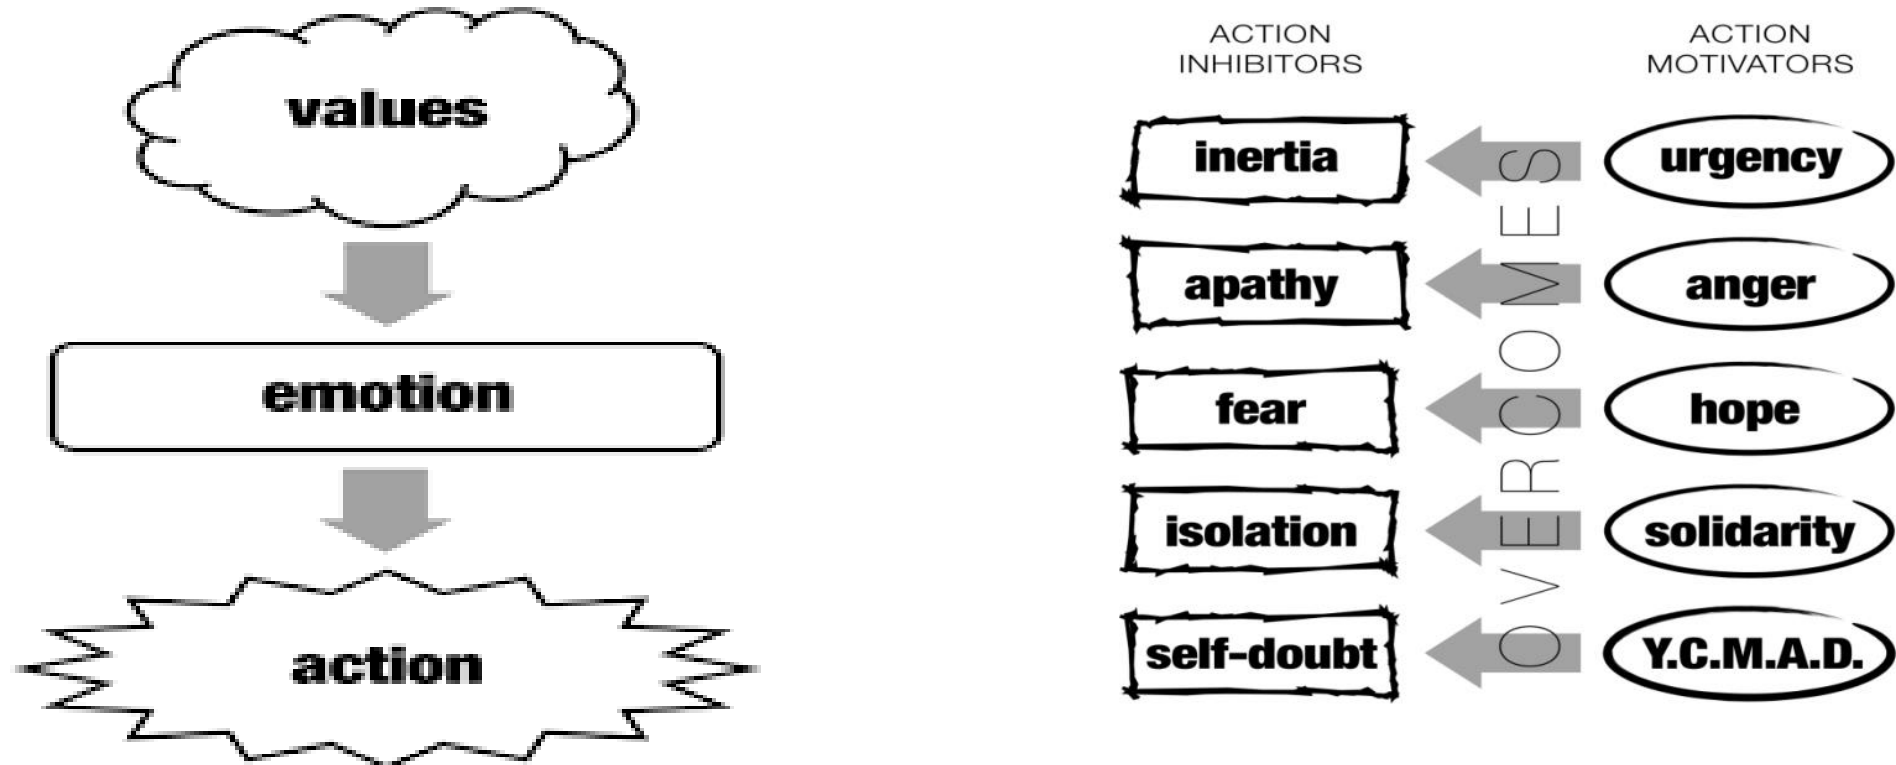 values
emotion
action
ACTION
INHIBITORS
ACTION
MOTIVATORS
inertia
urgency
apathy
anger
fear
hope
isolation
solidarity
self-doubt
Y.C.M.A.D.
OVERCOMES